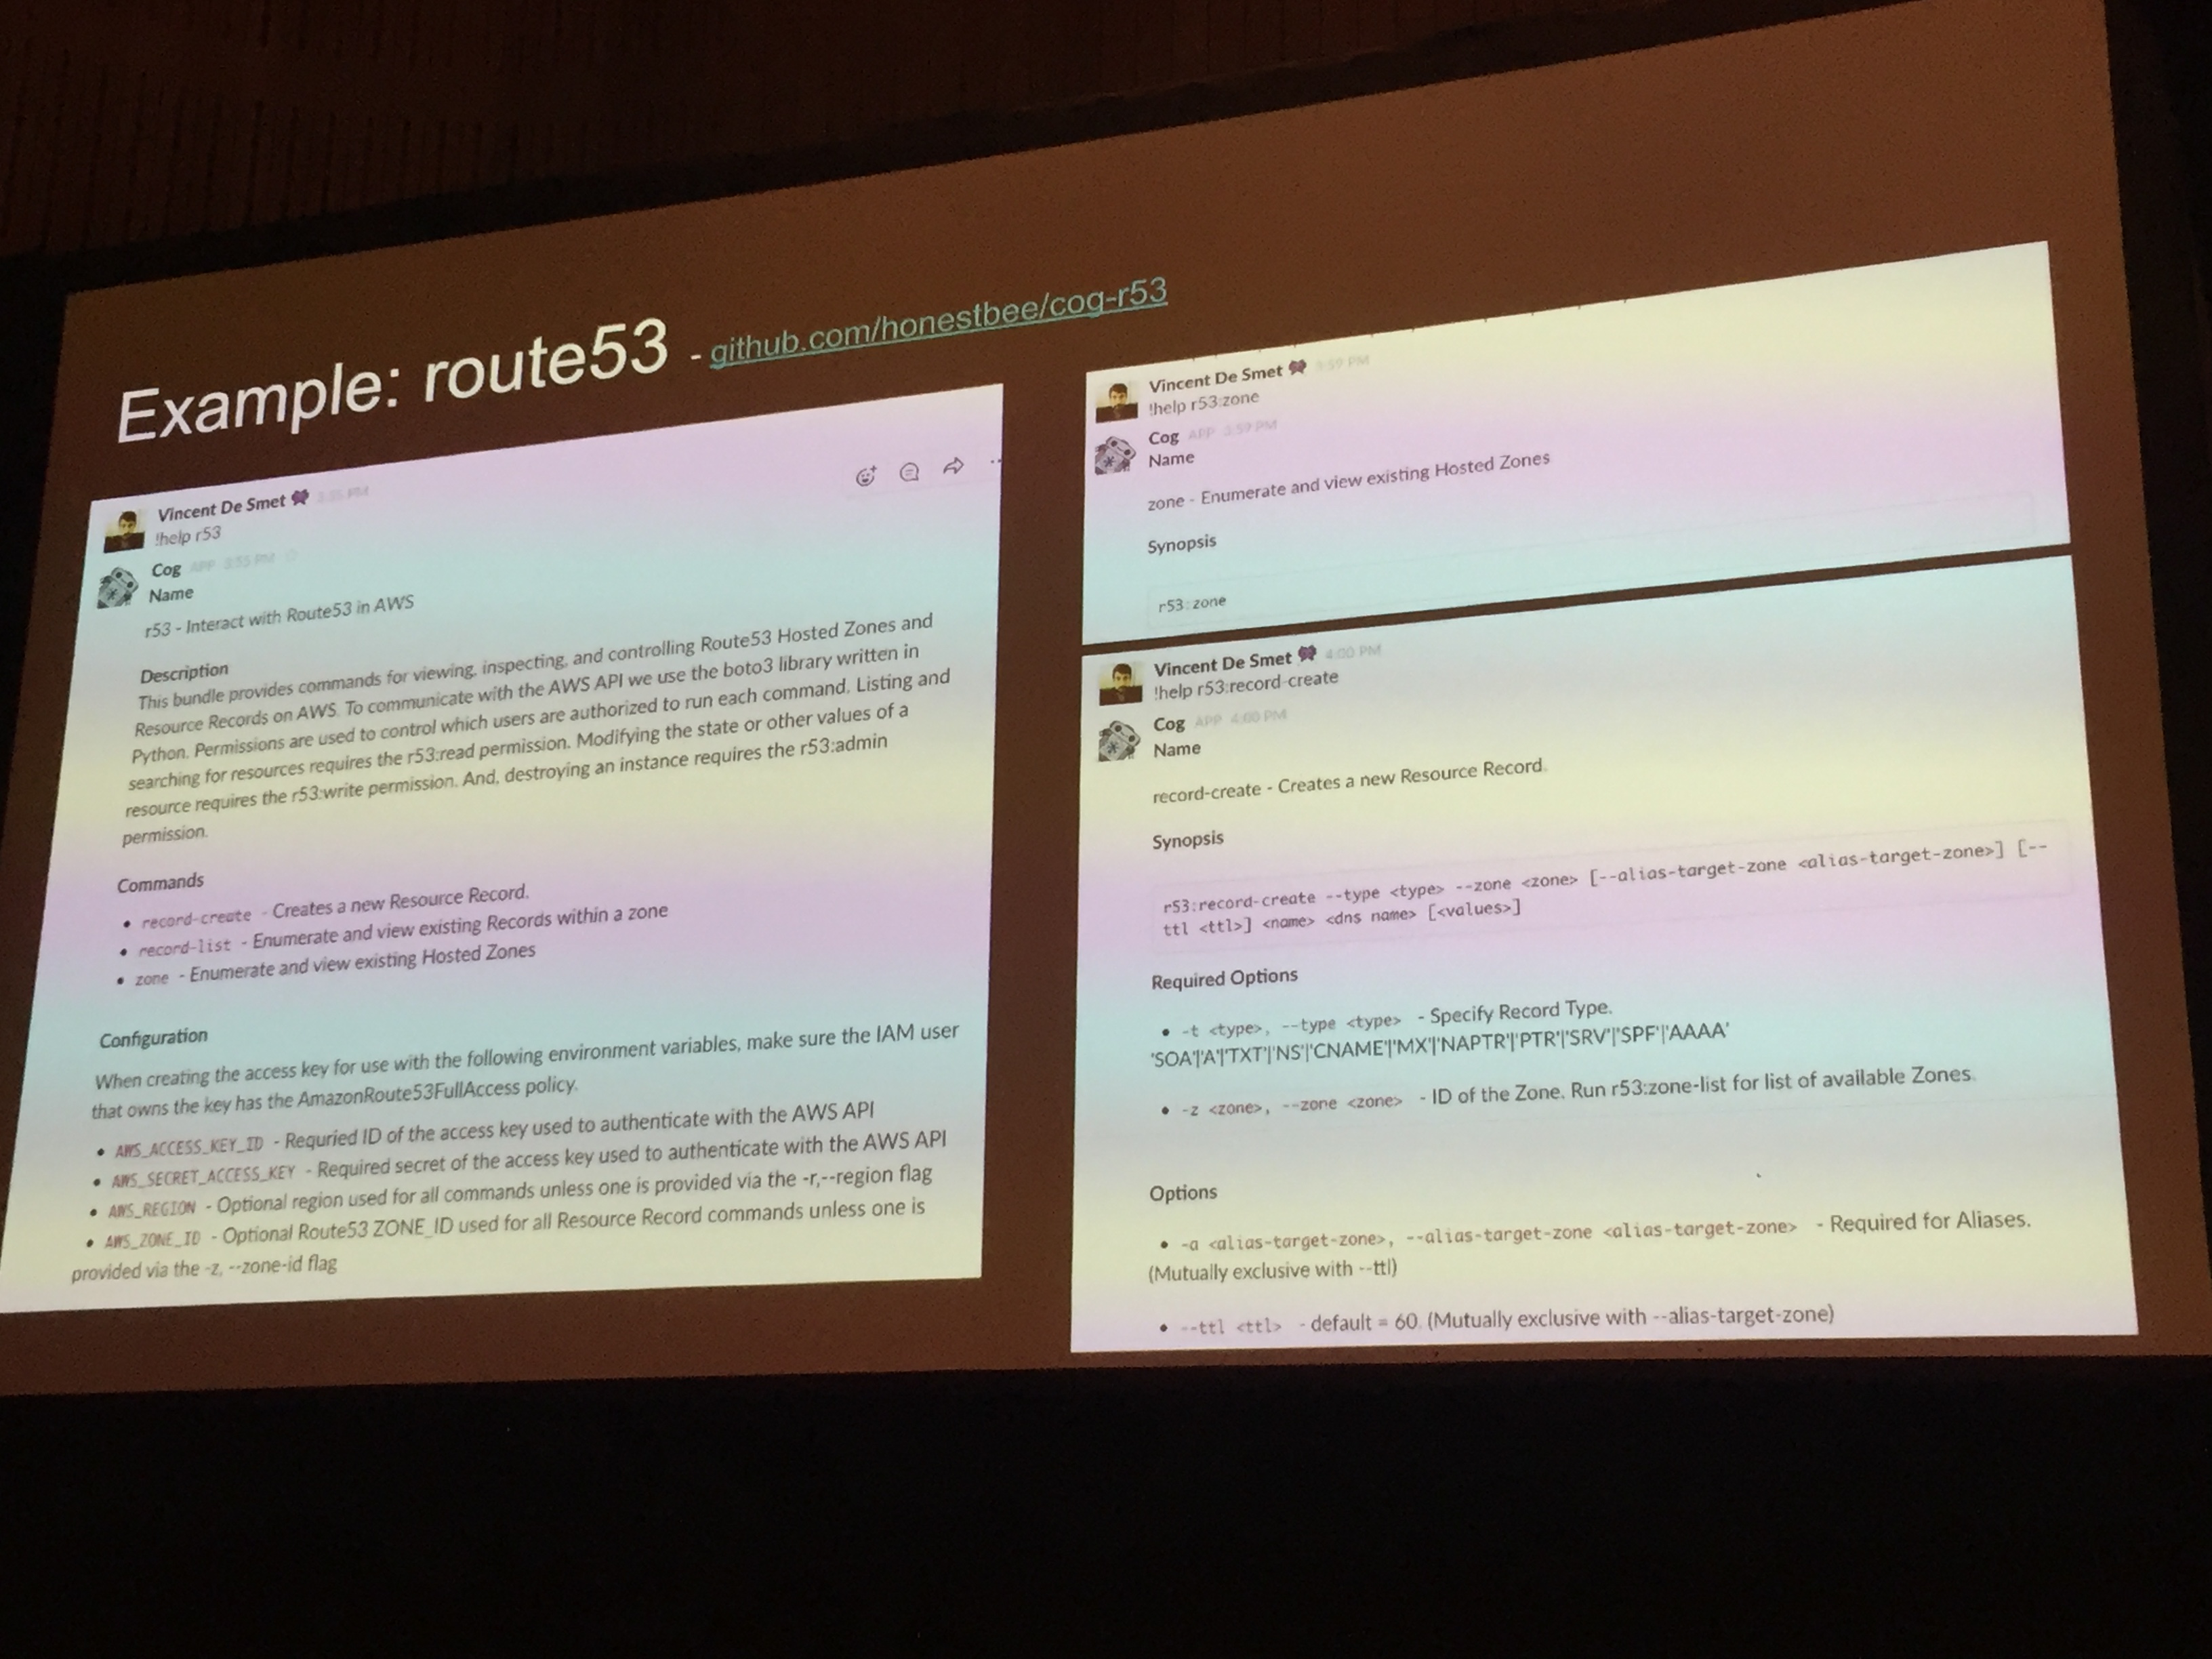 Example: route53 - github.com/honestbee/cog-r53
Vincent De Smet 3:55 PM
!help r53
Cog APP 3:55 PM
Name
r53 - Interact with Route53 in AWS
Description
This bundle provides commands for viewing, inspecting, and controlling Route53 Hosted Zones and
Resource Records on AWS. To communicate with the AWS API we use the boto3 library written in
Python. Permissions are used to control which users are authorized to run each command. Listing and
searching for resources requires the r53:read permission. Modifying the state or other values of a
resource requires the r53:write permission. And, destroying an instance requires the r53:admin
permission.
Commands
• record-create - Creates a new Resource Record.
• record-list - Enumerate and view existing Records within a zone
• zone - Enumerate and view existing Hosted Zones
Configuration
When creating the access key for use with the following environment variables, make sure the IAM user
that owns the key has the AmazonRoute53FullAccess policy.
• AWS_ACCESS_KEY_ID - Requried ID of the access key used to authenticate with the AWS API
• AWS_SECRET_ACCESS_KEY - Required secret of the access key used to authenticate with the AWS API
• AWS_REGION - Optional region used for all commands unless one is provided via the -r,--region flag
• AWS_ZONE_ID - Optional Route53 ZONE_ID used for all Resource Record commands unless one is
provided via the -z, --zone-id flag
Vincent De Smet 3:59 PM
!help r53:zone
Cog APP 3:59 PM
Name
zone - Enumerate and view existing Hosted Zones
Synopsis
r53:zone
Vincent De Smet 4:00 PM
!help r53:record-create
Cog APP 4:00 PM
Name
record-create - Creates a new Resource Record.
Synopsis
r53:record-create --type <type> --zone <zone> [--alias-target-zone <alias-target-zone>] [--
ttl <ttl>] <name> <dns name> [<values>]
Required Options
• -t <type>, --type <type> - Specify Record Type.
'SOA'|'A'|'TXT'|'NS'|'CNAME'|'MX'|'NAPTR'|'PTR'|'SRV'|'SPF'|'AAAA'
• -z <zone>, --zone <zone> - ID of the Zone. Run r53:zone-list for list of available Zones.
Options
• -a <alias-target-zone>, --alias-target-zone <alias-target-zone> - Required for Aliases.
(Mutually exclusive with --ttl)
• --ttl <ttl> - default = 60. (Mutually exclusive with --alias-target-zone)